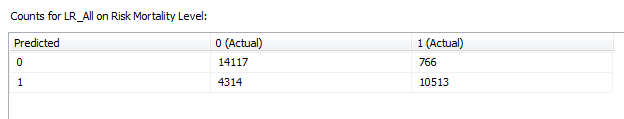 Counts for LR_All on Risk Mortality Level:
Predicted 0 (Actual) 1 (Actual)
0 14117 766
1 4314 10513